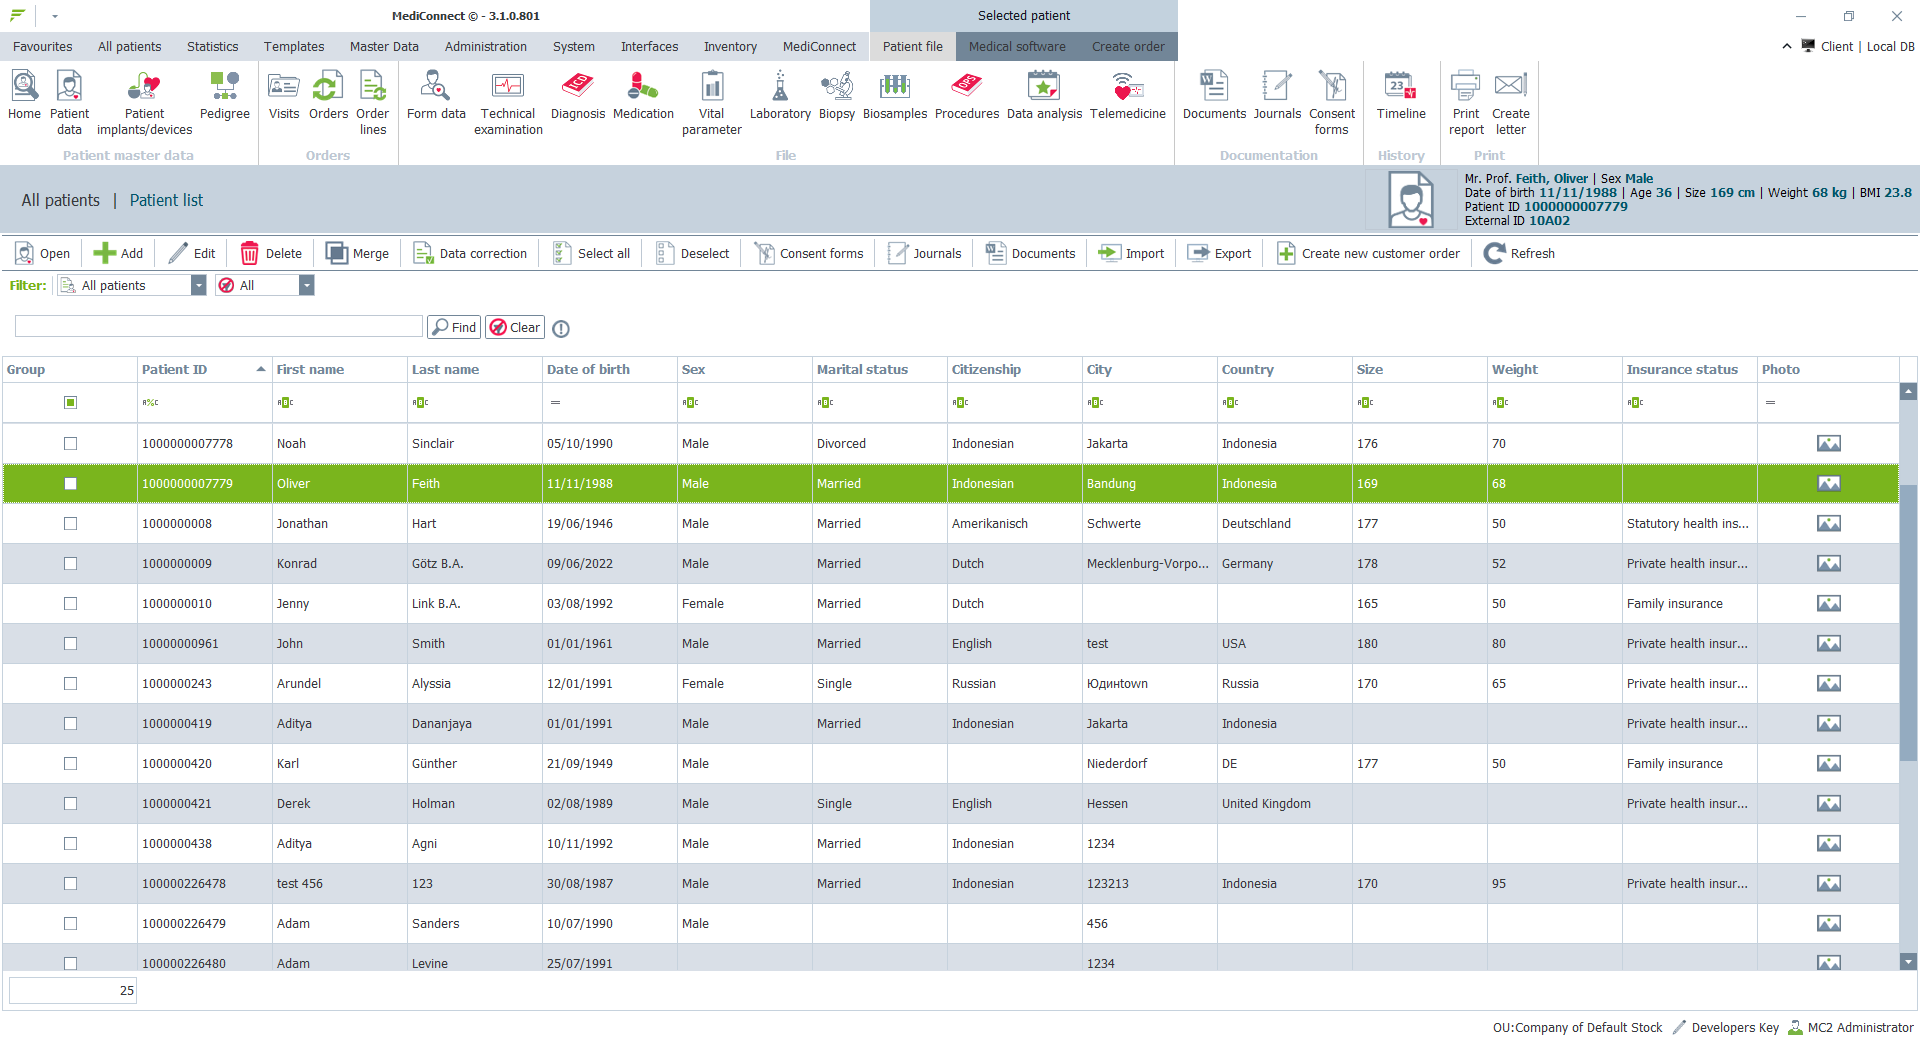 MediConnect © - 3.1.0.801
Selected patient
Favourites All patients Statistics Templates Master Data Administration System Interfaces Inventory MediConnect Patient file Medical software Create order Client | Local DB
Home Patient data Patient implants/devices Pedigree Visits Orders Order lines Form data Technical examination Diagnosis Medication Vital parameter Laboratory Biopsy Biosamples Procedures Data analysis Telemedicine Documents Journals Consent forms Timeline Print report Create letter
Patient master data Orders File Documentation History Print
All patients | Patient list
Mr. Prof. Feith, Oliver | Sex Male
Date of birth 11/11/1988 | Age 36 | Size 169 cm | Weight 68 kg | BMI 23.8
Patient ID 1000000007779
External ID 10A02
Open Add Edit Delete Merge Data correction Select all Deselect Consent forms Journals Documents Import Export Create new customer order Refresh
Filter: All patients All
Find Clear
Group Patient ID First name Last name Date of birth Sex Marital status Citizenship City Country Size Weight Insurance status Photo
1000000007778 Noah Sinclair 05/10/1990 Male Divorced Indonesian Jakarta Indonesia 176 70
1000000007779 Oliver Feith 11/11/1988 Male Married Indonesian Bandung Indonesia 169 68
1000000008 Jonathan Hart 19/06/1946 Male Married Amerikanisch Schwerte Deutschland 177 50 Statutory health ins...
1000000009 Konrad Götz B.A. 09/06/2022 Male Married Dutch Mecklenburg-Vorpo... Germany 178 52 Private health insur...
1000000010 Jenny Link B.A. 03/08/1992 Female Married Dutch 165 50 Family insurance
10000000961 John Smith 01/01/1961 Male Married English test USA 180 80 Private health insur...
1000000243 Arundel Alyssia 12/01/1991 Female Single Russian Юдинтоwn Russia 170 65 Private health insur...
1000000419 Aditya Dananjaya 01/01/1991 Male Married Indonesian Jakarta Indonesia Private health insur...
1000000420 Karl Günther 21/09/1949 Male Niederdorf DE 177 50 Family insurance
1000000421 Derek Holman 02/08/1989 Male Single English Hessen United Kingdom Private health insur...
1000000438 Aditya Agni 10/11/1992 Male Married Indonesian 1234
100000226478 test 456 123 30/08/1987 Male Married Indonesian 123213 Indonesia 170 95 Private health insur...
100000226479 Adam Sanders 10/07/1990 Male 456
100000226480 Adam Levine 25/07/1991 1234
25
OU:Company of Default Stock Developers Key MC2 Administrator